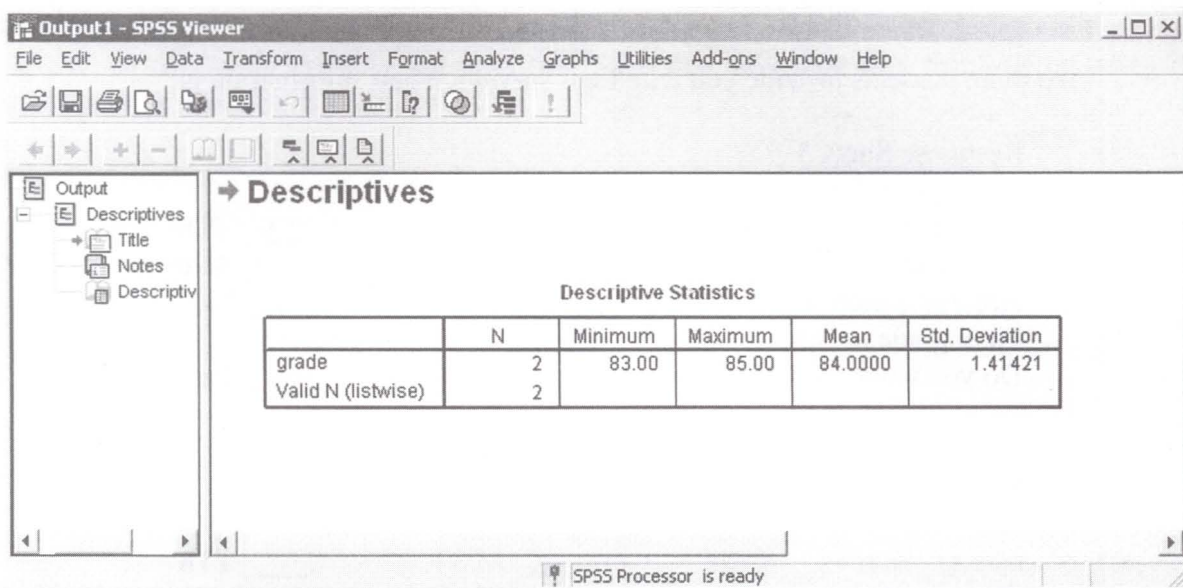 Output1 - SPSS Viewer
File Edit View Data Transform Insert Format Analyze Graphs Utilities Add-ons Window Help
Output
Descriptives
Title
Notes
Descriptiv
Descriptives
Descriptive Statistics
N Minimum Maximum Mean Std. Deviation
grade 2 83.00 85.00 84.0000 1.41421
Valid N (listwise) 2
SPSS Processor is ready